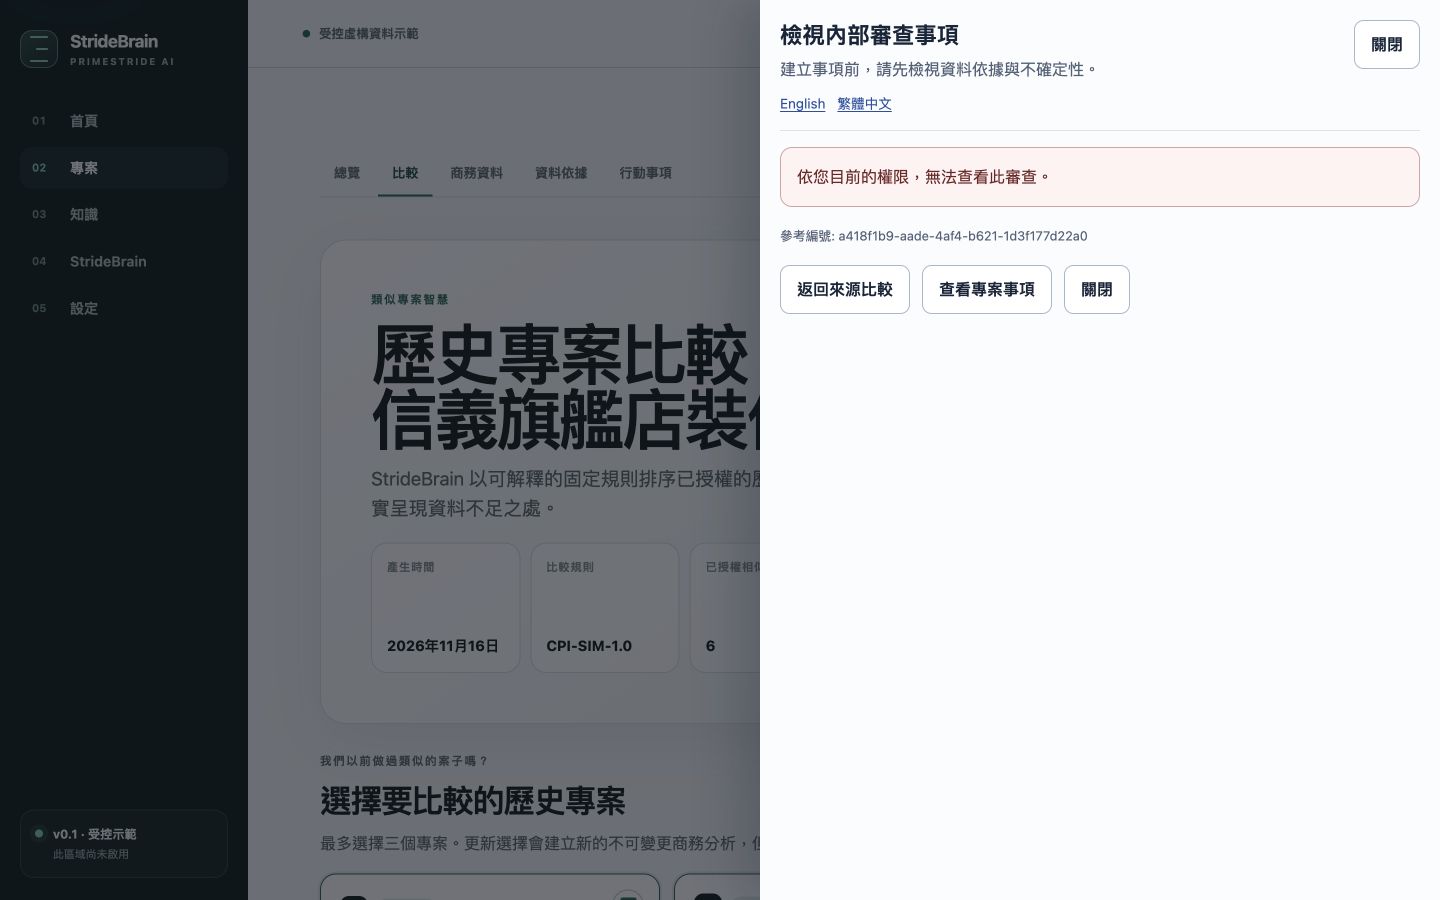 StrideBrain
PRIMESTRIDE AI
01 首頁
02 專案
03 知識
04 StrideBrain
05 設定
v0.1 · 受控示範
此區域尚未啟用
受控虛構資料示範
總覽 比較 商務資料 資料依據 行動事項
類似專案智慧
歷史專案比較
信義旗艦店裝
StrideBrain 以可解釋的固定規則排序已授權的
實呈現資料不足之處。
產生時間
2026年11月16日
比較規則
CPI-SIM-1.0
已授權相
6
我們以前做過類似的案子嗎？
選擇要比較的歷史專案
最多選擇三個專案。更新選擇會建立新的不可變更商務分析，
檢視內部審查事項
關閉
建立事項前，請先檢視資料依據與不確定性。
English 繁體中文
依您目前的權限，無法查看此審查。
參考編號: a418f1b9-aade-4af4-b621-1d3f177d22a0
返回來源比較 查看專案事項 關閉